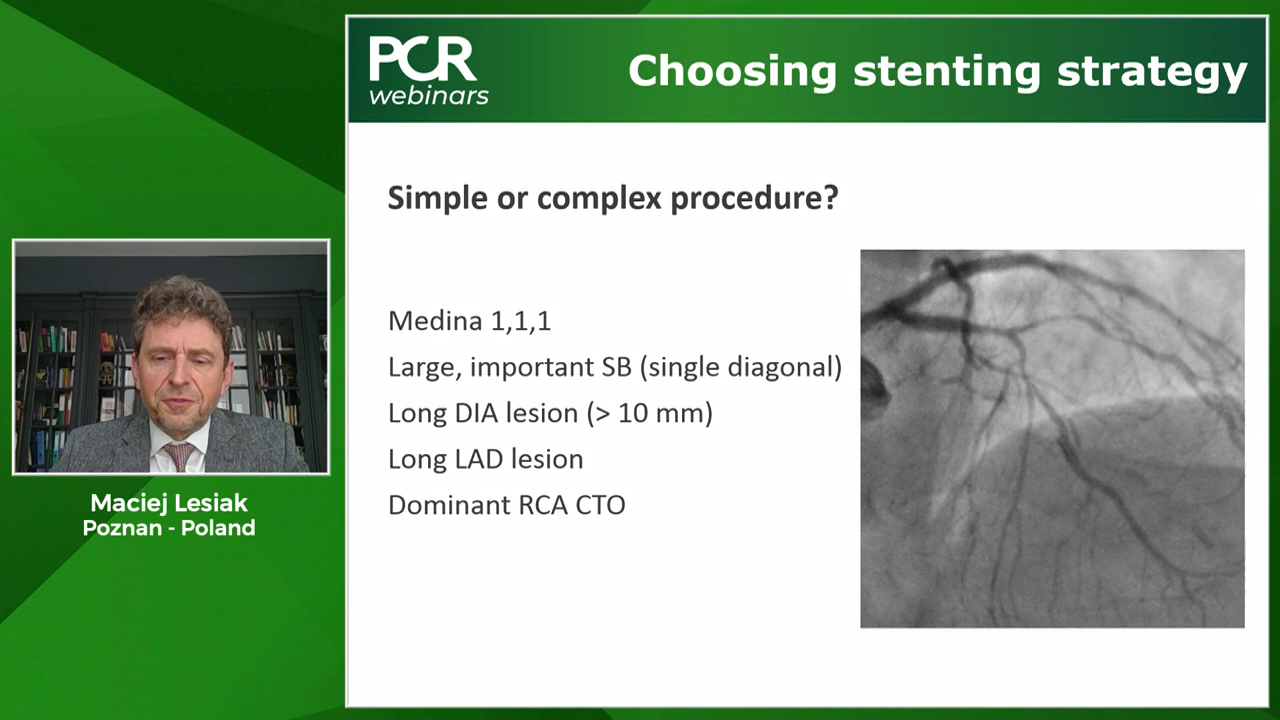 PCR
webinars
Choosing stenting strategy
Simple or complex procedure?
Medina 1,1,1
Large, important SB (single diagonal)
Long DIA lesion (> 10 mm)
Long LAD lesion
Dominant RCA CTO
Maciej Lesiak
Poznan - Poland